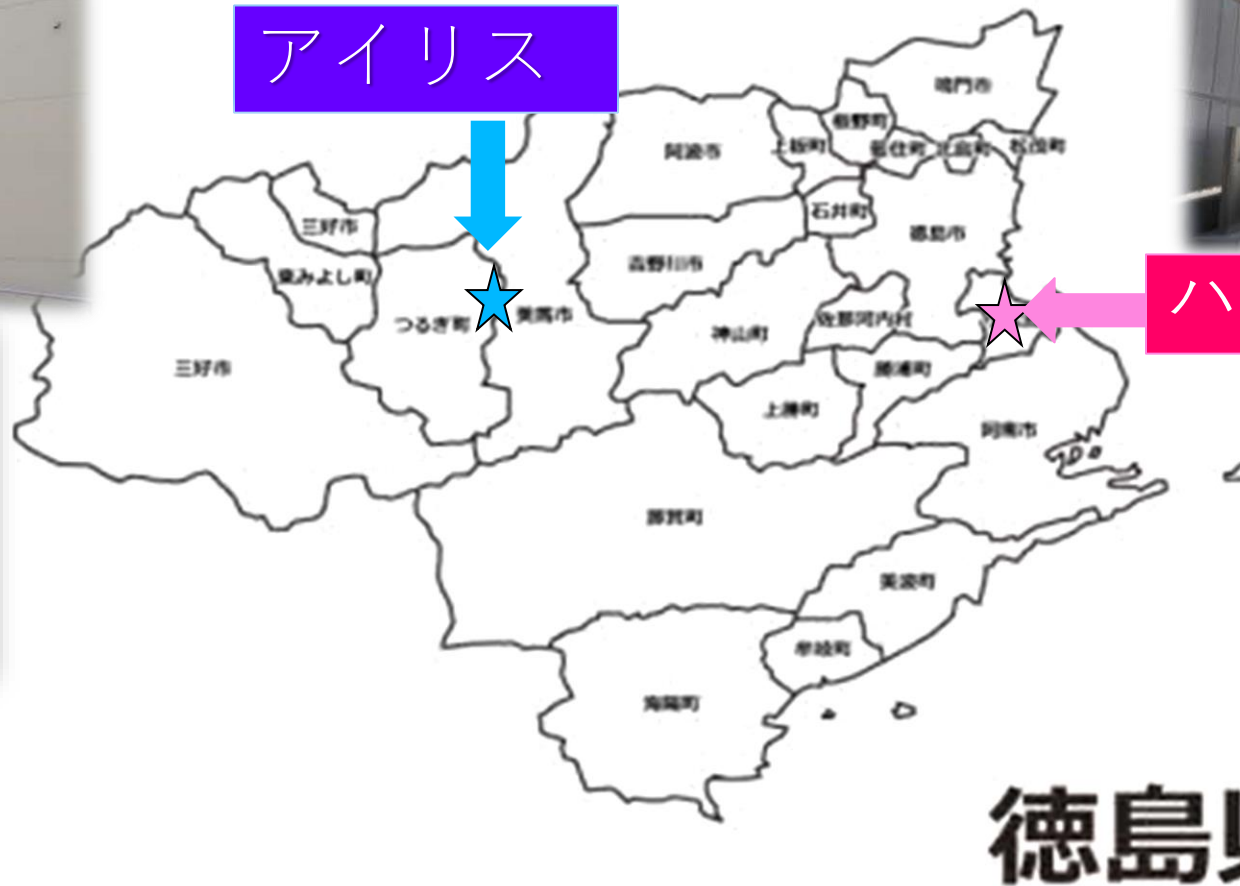 アイリス
鳴門市
板野町
阿波市
上板町
藍住町
北島町
松茂町
三好市
石井町
徳島市
吉野川市
東みよし町
つるぎ町
美馬市
神山町
佐那河内村
ハ
三好市
勝浦町
上勝町
阿南市
那賀町
美波町
牟岐町
海陽町
徳島県